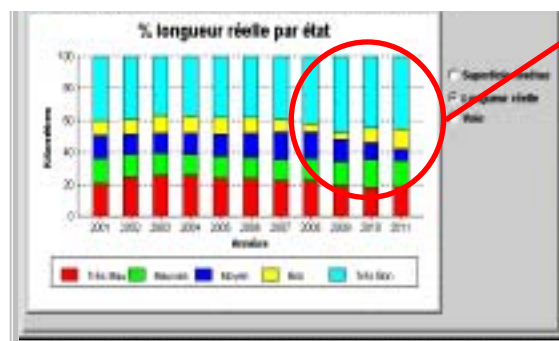 % longueur réelle par état
100
80
60
40
20
0
Kilomètres
2001 2002 2003 2004 2005 2006 2007 2008 2009 2010 2011
Années
Très Mau Mauvais Moyen Bon Très Bon
Superficie
Longueur réelle